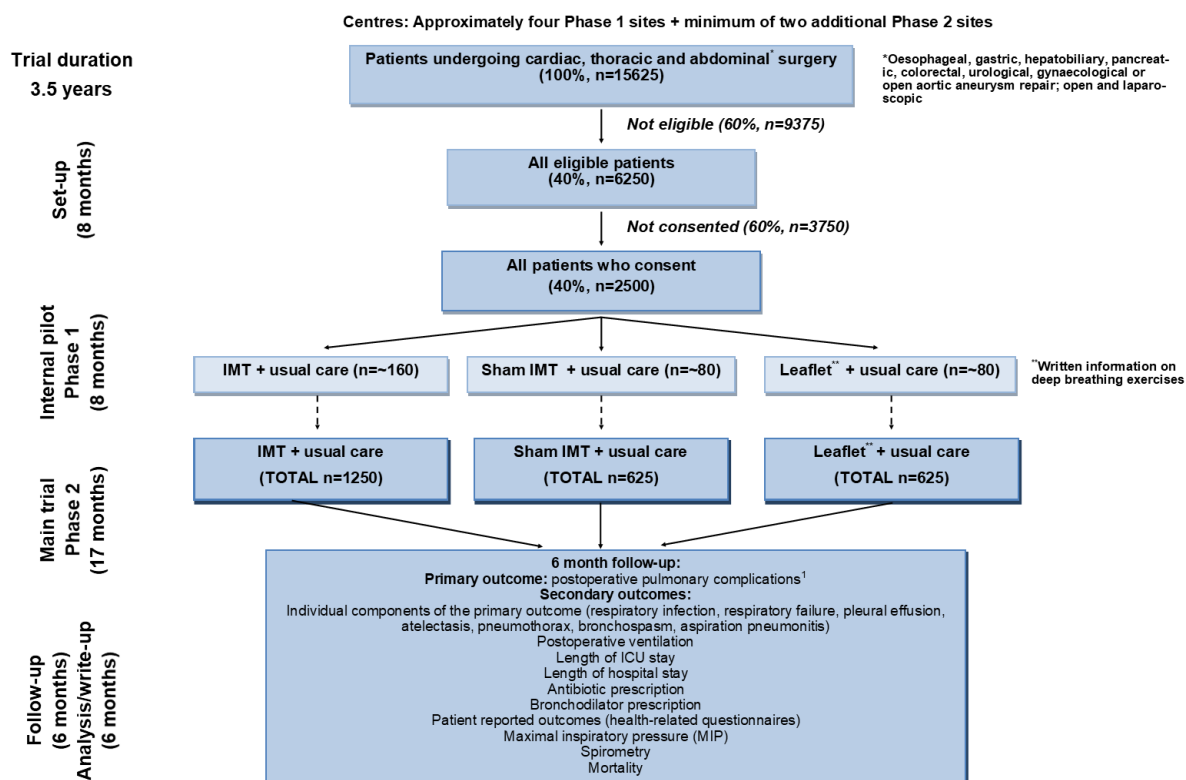 Centres: Approximately four Phase 1 sites + minimum of two additional Phase 2 sites
Trial duration
3.5 years
Patients undergoing cardiac, thoracic and abdominal* surgery
(100%, n=15625)
*Oesophageal, gastric, hepatobiliary, pancreat-
ic, colorectal, urological, gynaecological or
open aortic aneurysm repair; open and laparo-
scopic
Not eligible (60%, n=9375)
Set-up
(8 months)
All eligible patients
(40%, n=6250)
Not consented (60%, n=3750)
All patients who consent
(40%, n=2500)
Internal pilot
Phase 1
(8 months)
IMT + usual care (n=~160)
Sham IMT + usual care (n=~80)
Leaflet** + usual care (n=~80)
**Written information on
deep breathing exercises
Main trial
Phase 2
(17 months)
IMT + usual care
(TOTAL n=1250)
Sham IMT + usual care
(TOTAL n=625)
Leaflet** + usual care
(TOTAL n=625)
Follow-up
(6 months)
Analysis/write-up
(6 months)
6 month follow-up:
Primary outcome: postoperative pulmonary complications1
Secondary outcomes:
Individual components of the primary outcome (respiratory infection, respiratory failure, pleural effusion,
atelectasis, pneumothorax, bronchospasm, aspiration pneumonitis)
Postoperative ventilation
Length of ICU stay
Length of hospital stay
Antibiotic prescription
Bronchodilator prescription
Patient reported outcomes (health-related questionnaires)
Maximal inspiratory pressure (MIP)
Spirometry
Mortality